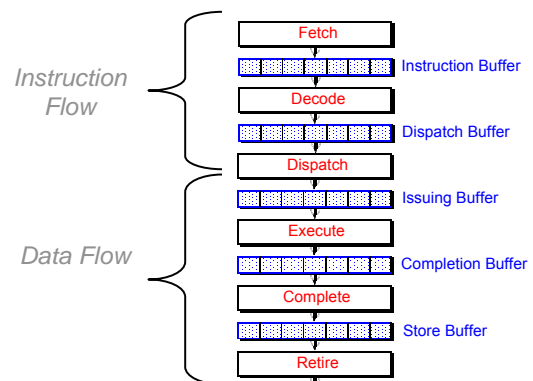 Fetch
Instruction Buffer
Instruction
Flow
Decode
Dispatch Buffer
Dispatch
Issuing Buffer
Execute
Data Flow
Completion Buffer
Complete
Store Buffer
Retire